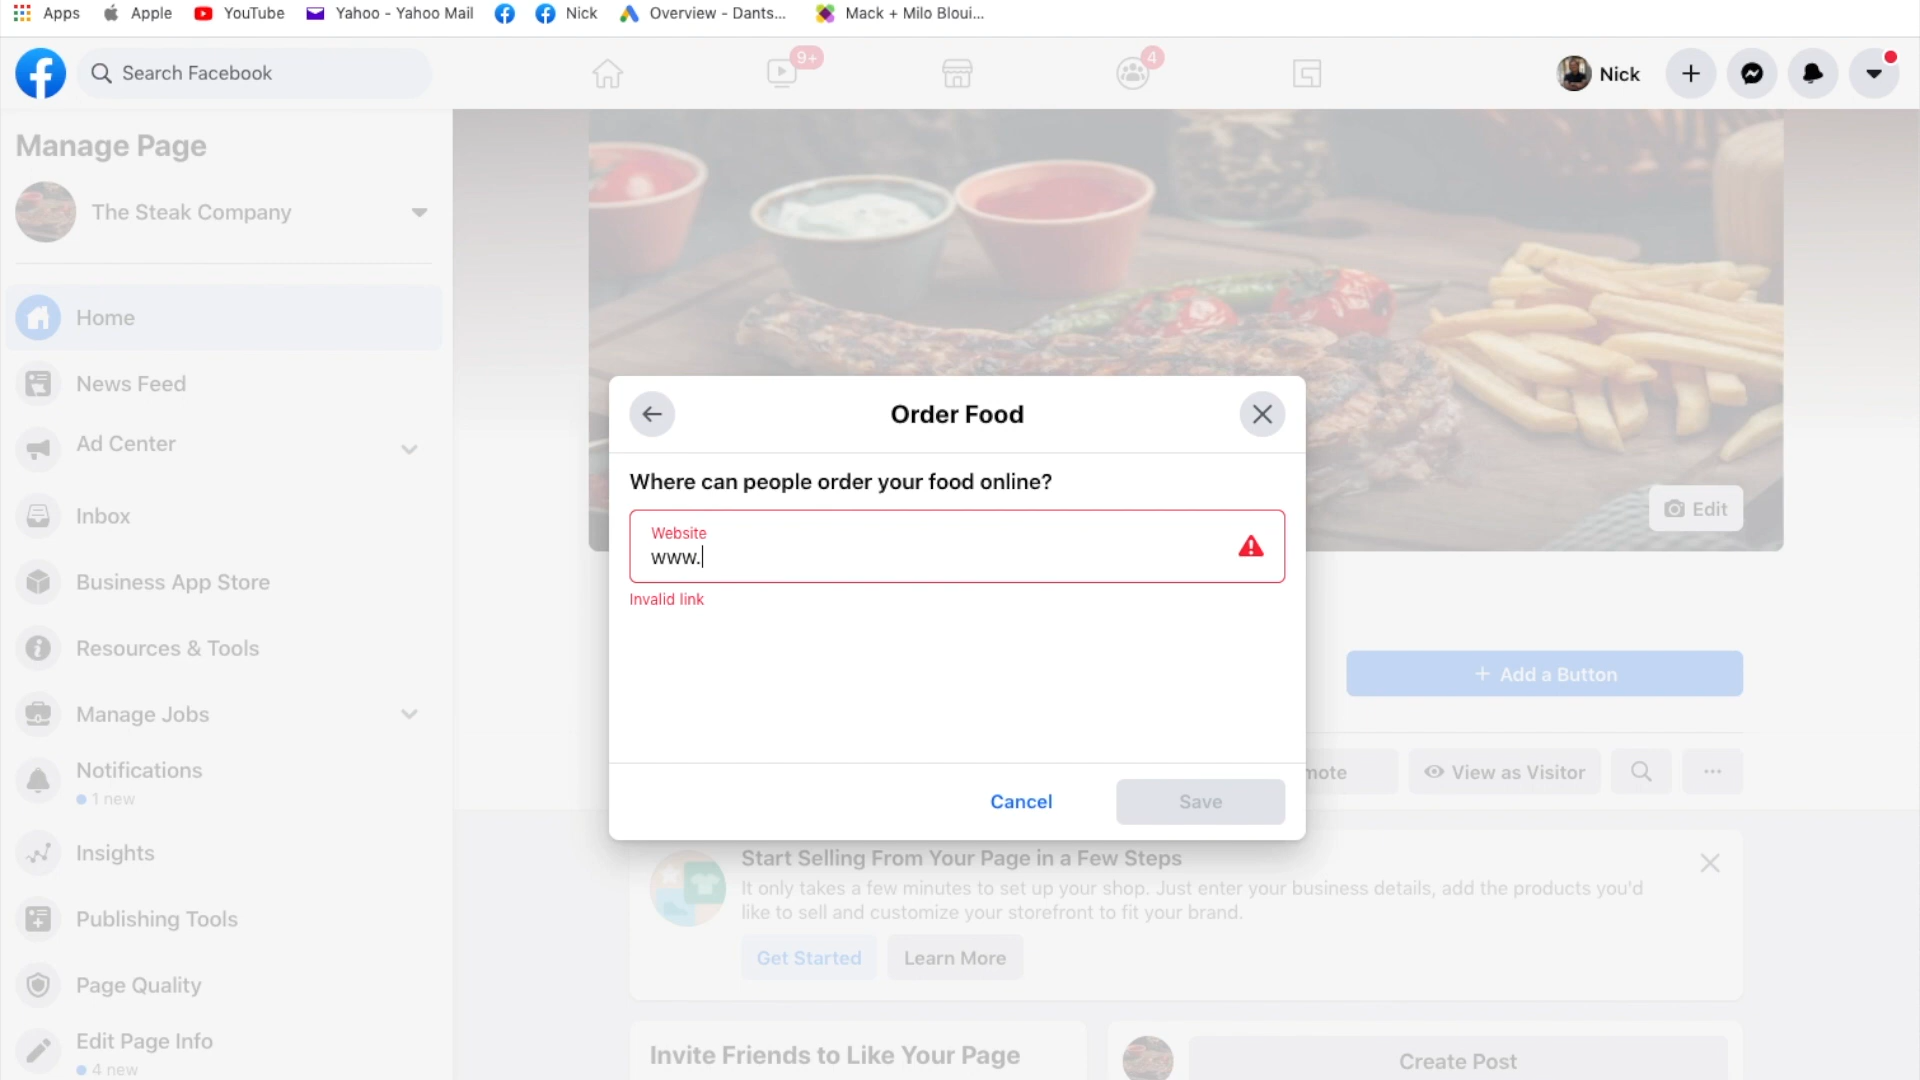 Apps
Apple
YouTube
Yahoo - Yahoo Mail
Nick
Overview - Dants...
Mack + Milo Bloui...
Search Facebook
9+
4
Nick
Manage Page
The Steak Company
Home
News Feed
Ad Center
Inbox
Business App Store
Resources & Tools
Manage Jobs
Notifications
1 new
Insights
Publishing Tools
Page Quality
Edit Page Info
4 new
Edit
Order Food
Where can people order your food online?
Website
www.
Invalid link
Cancel
Save
+ Add a Button
mote
View as Visitor
...
Start Selling From Your Page in a Few Steps
It only takes a few minutes to set up your shop. Just enter your business details, add the products you'd
like to sell and customize your storefront to fit your brand.
Get Started
Learn More
Invite Friends to Like Your Page
Create Post